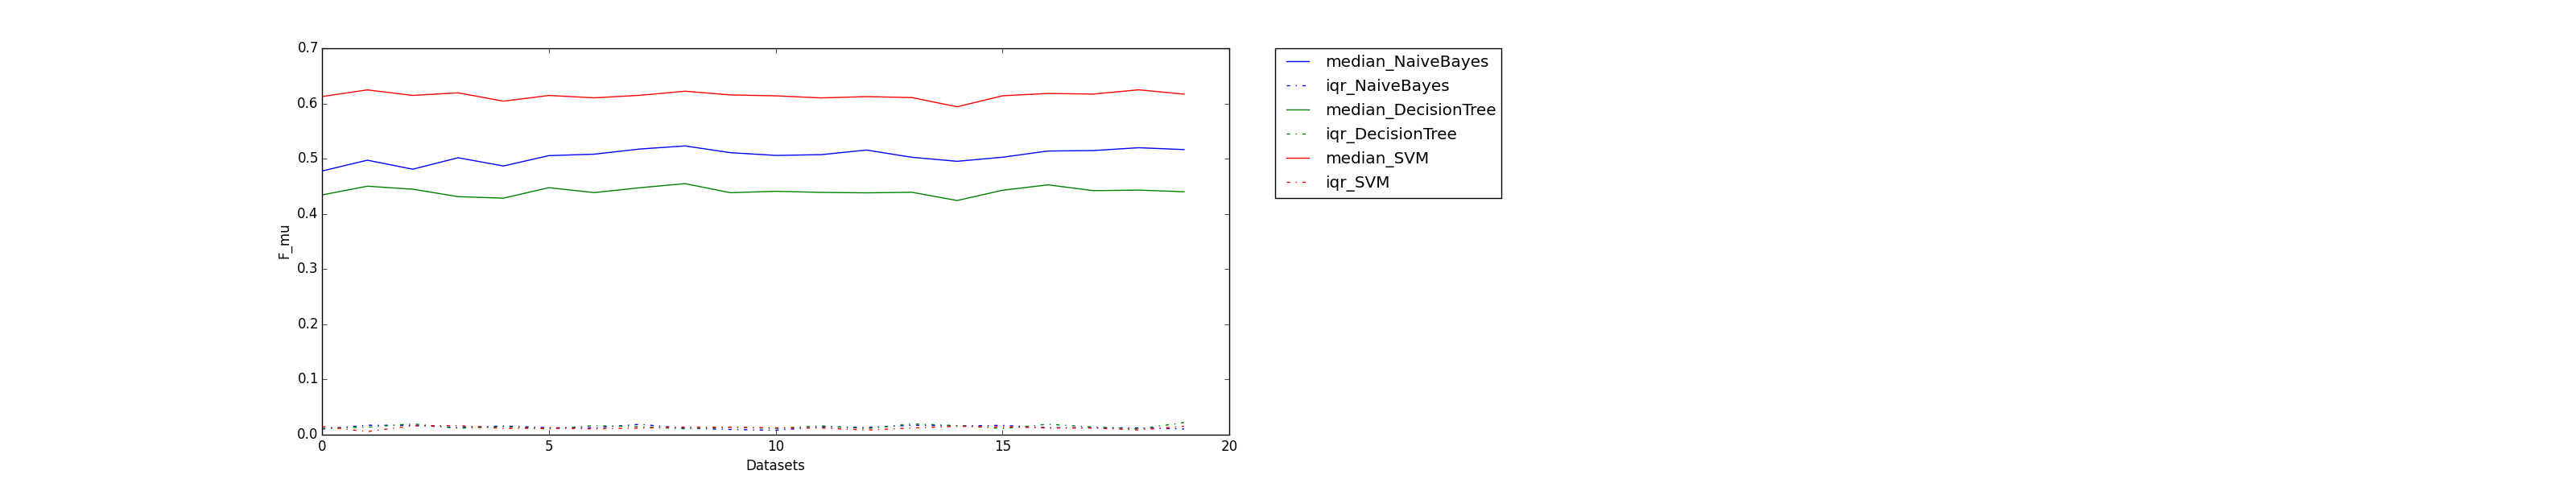 0.7
0.6
0.5
0.4
0.3
0.2
0.1
0.0
F_mu
0 5 10 15 20
Datasets
median_NaiveBayes
iqr_NaiveBayes
median_DecisionTree
iqr_DecisionTree
median_SVM
iqr_SVM